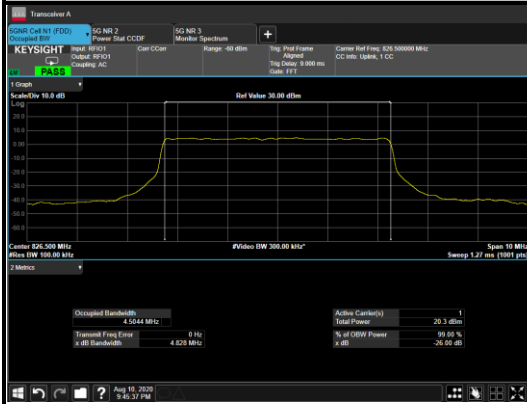 Transceiver A
5GNR Cell N1 (FDD)
Occupied BW
5G NR 2
Power Stat CCDF
5G NR 3
Monitor Spectrum
+
KEYSIGHT
PASS
Input: RFIO1
Output: RFIO1
Coupling: AC
Corr CCorr
Range: -60 dBm
Trig: Prot Frame
Aligned
Trig Delay: 9.000 ms
Gate: FFT
Carrier Ref Freq: 826.500000 MHz
CC Info: Uplink, 1 CC
1 Graph
Scale/Div 10.0 dB
Ref Value 30.00 dBm
Log
20.0
10.0
0.00
-10.0
-20.0
-30.0
-40.0
-50.0
-60.0
Center 826.500 MHz
#Video BW 300.00 kHz*
Span 10 MHz
#Res BW 100.00 kHz
Sweep 1.27 ms (1001 pts)
2 Metrics
Occupied Bandwidth
4.5044 MHz
Transmit Freq Error 0 Hz
x dB Bandwidth 4.828 MHz
Active Carrier(s) 1
Total Power 20.3 dBm
% of OBW Power 99.00 %
x dB -26.00 dB
?
Aug 10, 2020
9:45:37 PM